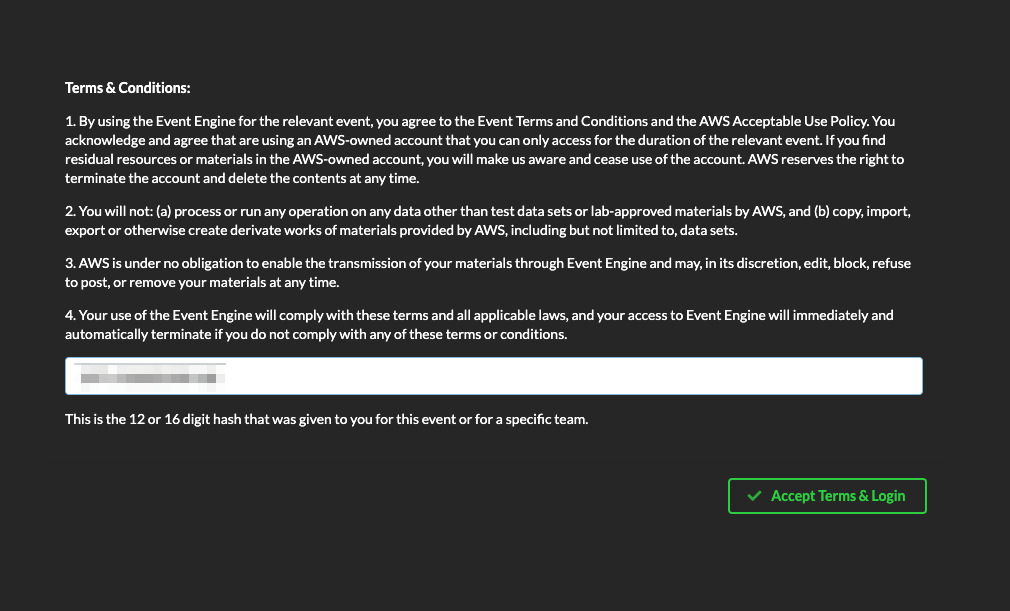 Terms & Conditions:
1. By using the Event Engine for the relevant event, you agree to the Event Terms and Conditions and the AWS Acceptable Use Policy. You
acknowledge and agree that are using an AWS-owned account that you can only access for the duration of the relevant event. If you find
residual resources or materials in the AWS-owned account, you will make us aware and cease use of the account. AWS reserves the right to
terminate the account and delete the contents at any time.
2. You will not: (a) process or run any operation on any data other than test data sets or lab-approved materials by AWS, and (b) copy, import,
export or otherwise create derivate works of materials provided by AWS, including but not limited to, data sets.
3. AWS is under no obligation to enable the transmission of your materials through Event Engine and may, in its discretion, edit, block, refuse
to post, or remove your materials at any time.
4. Your use of the Event Engine will comply with these terms and all applicable laws, and your access to Event Engine will immediately and
automatically terminate if you do not comply with any of these terms or conditions.
This is the 12 or 16 digit hash that was given to you for this event or for a specific team.
Accept Terms & Login